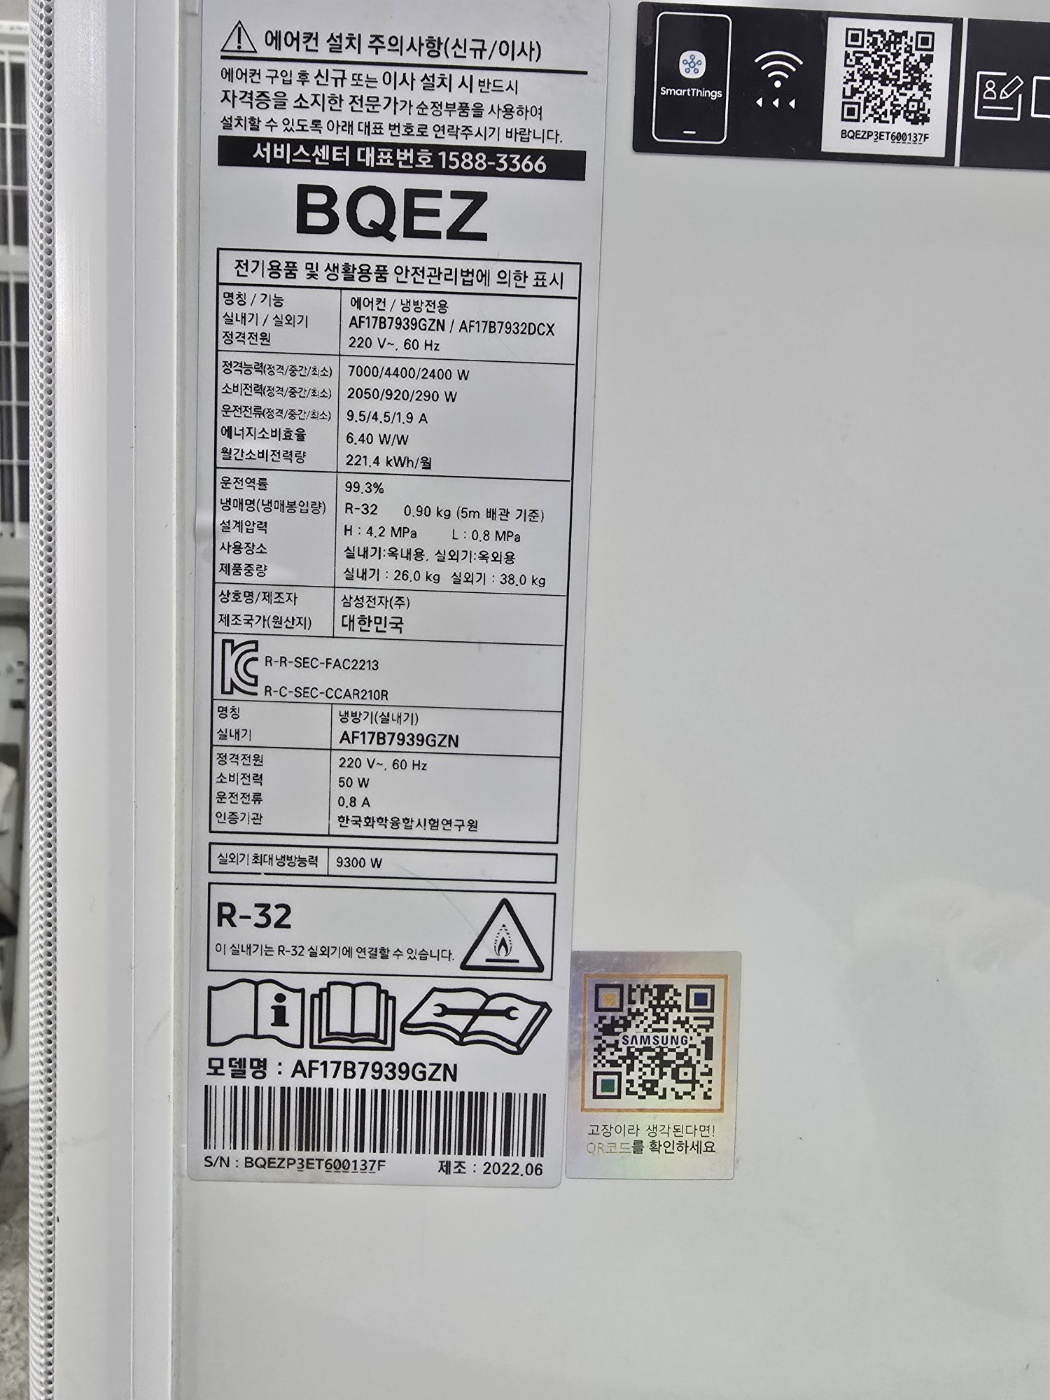 에어컨 설치 주의사항(신규/이사)
에어컨 구입 후 신규 또는 이사 설치 시 반드시
자격증을 소지한 전문가가 순정부품을 사용하여
설치할 수 있도록 아래 대표 번호로 연락주시기 바랍니다.
서비스센터 대표번호 1588-3366
BQEZ
전기용품 및 생활용품 안전관리법에 의한 표시
명칭 / 기능 에어컨 / 냉방전용
실내기 / 실외기 AF17B7939GZN / AF17B7932DCX
정격전원 220 V~, 60 Hz
정격능력(정격/중간/최소) 7000/4400/2400 W
소비전력(정격/중간/최소) 2050/920/290 W
운전전류(정격/중간/최소) 9.5/4.5/1.9 A
에너지소비효율 6.40 W/W
월간소비전력량 221.4 kWh/월
운전역률 99.3%
냉매명(냉매봉입량) R-32 0.90 kg (5m 배관 기준)
설계압력 H : 4.2 MPa L : 0.8 MPa
사용장소 실내기:옥내용, 실외기:옥외용
제품중량 실내기 : 26.0 kg 실외기 : 38.0 kg
상호명/제조자 삼성전자(주)
제조국가(원산지) 대한민국
R-R-SEC-FAC2213
R-C-SEC-CCAR210R
명칭 냉방기(실내기)
실내기 AF17B7939GZN
정격전원 220 V~, 60 Hz
소비전력 50 W
운전전류 0.8 A
인증기관 한국화학융합시험연구원
실외기 최대 냉방능력 9300 W
R-32
이 실내기는 R-32 실외기에 연결할 수 있습니다.
모델명 : AF17B7939GZN
S/N : BQEZP3ET600137F 제조 : 2022.06
SmartThings
BQEZP3ET600137F
SAMSUNG
고장이라 생각된다면!
QR코드를 확인하세요